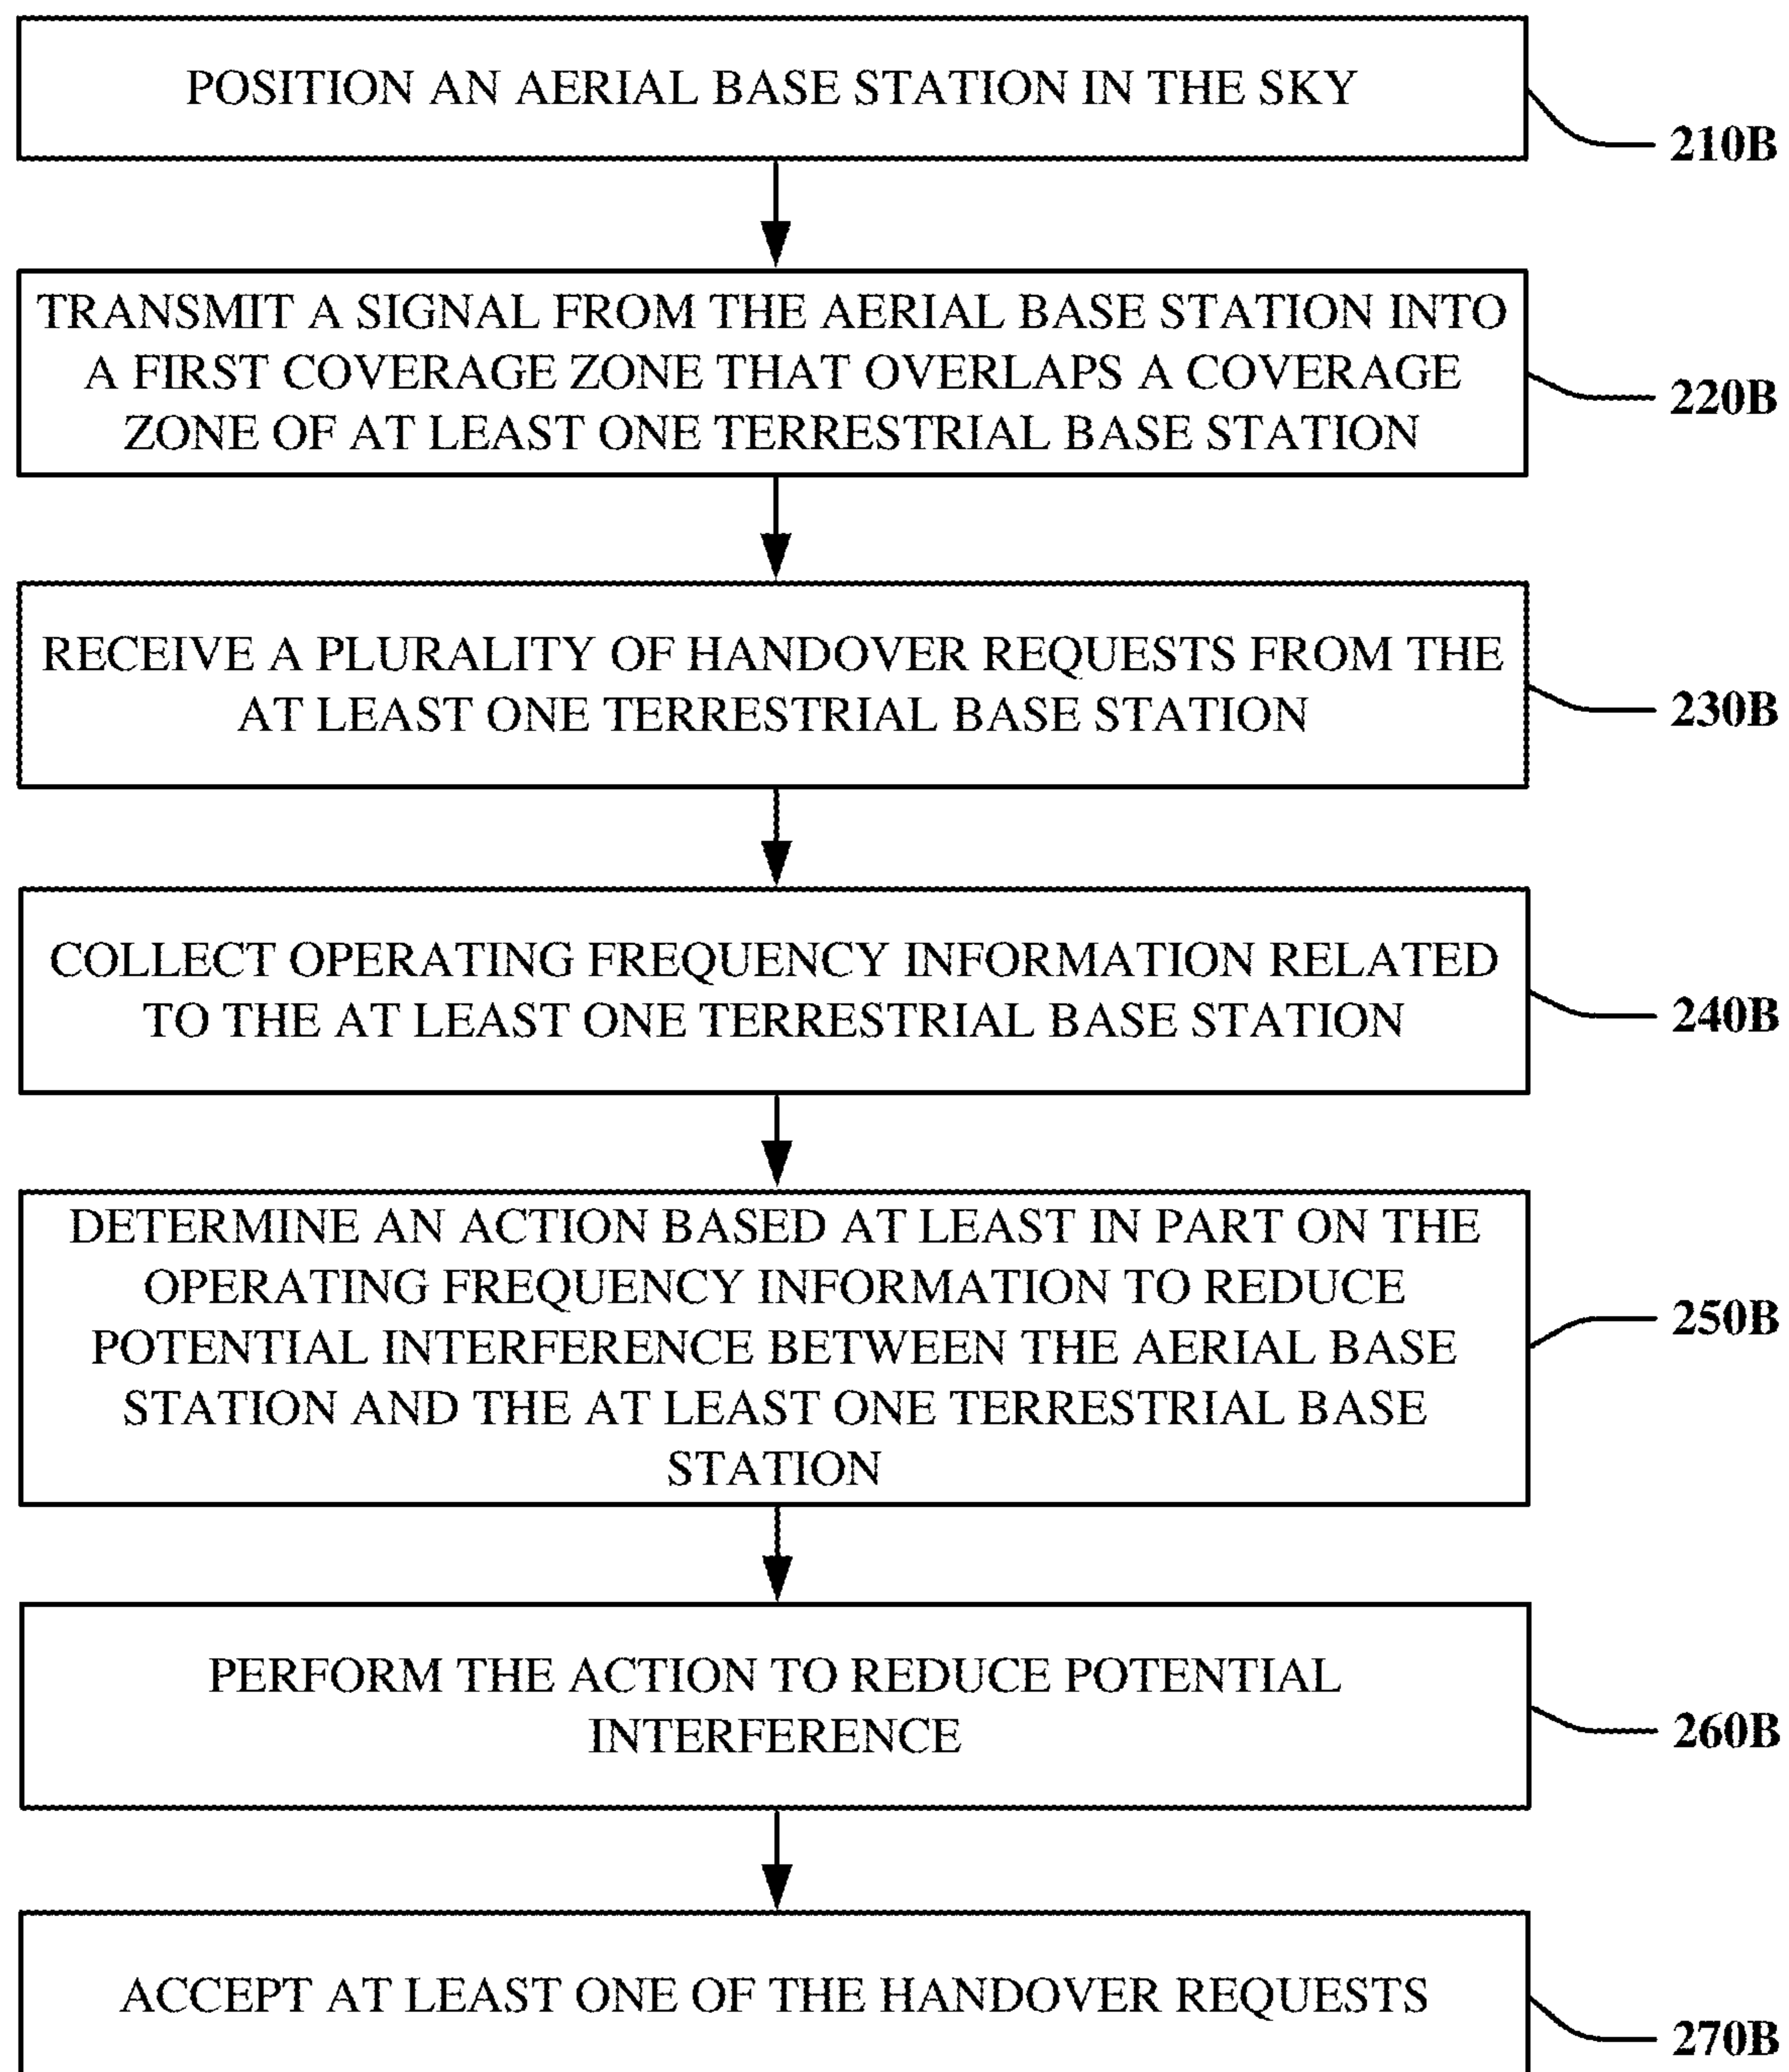 POSITION AN AERIAL BASE STATION IN THE SKY
210B
TRANSMIT A SIGNAL FROM THE AERIAL BASE STATION INTO
A FIRST COVERAGE ZONE THAT OVERLAPS A COVERAGE
ZONE OF AT LEAST ONE TERRESTRIAL BASE STATION
220B
RECEIVE A PLURALITY OF HANDOVER REQUESTS FROM THE
AT LEAST ONE TERRESTRIAL BASE STATION
230B
COLLECT OPERATING FREQUENCY INFORMATION RELATED
TO THE AT LEAST ONE TERRESTRIAL BASE STATION
240B
DETERMINE AN ACTION BASED AT LEAST IN PART ON THE
OPERATING FREQUENCY INFORMATION TO REDUCE
POTENTIAL INTERFERENCE BETWEEN THE AERIAL BASE
STATION AND THE AT LEAST ONE TERRESTRIAL BASE
STATION
250B
PERFORM THE ACTION TO REDUCE POTENTIAL
INTERFERENCE
260B
ACCEPT AT LEAST ONE OF THE HANDOVER REQUESTS
270B